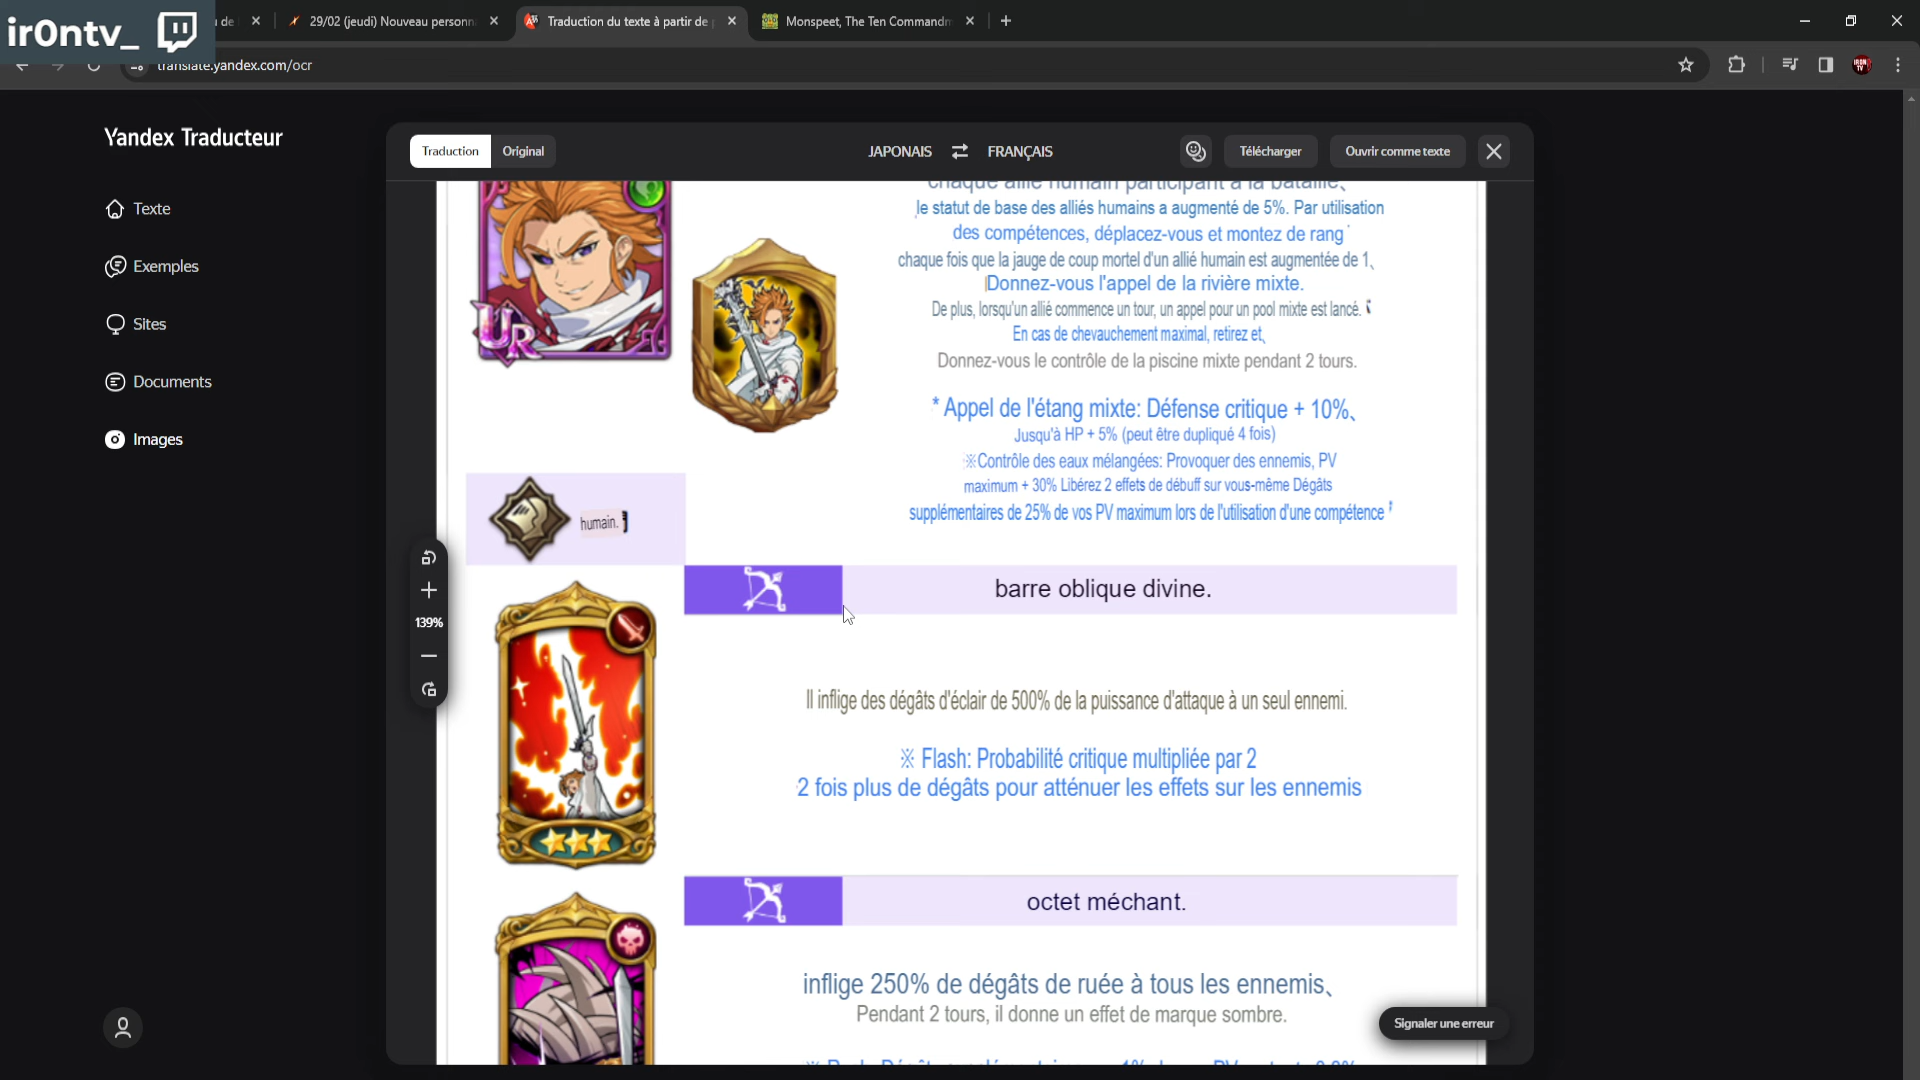 ir0ntv_
29/02 (jeudi) Nouveau personn
Traduction du texte à partir de
Monspeet, The Ten Commandm
translate.yandex.com/ocr
Yandex Traducteur
Traduction
Original
JAPONAIS
FRANÇAIS
Télécharger
Ouvrir comme texte
Texte
Exemples
Sites
Documents
Images
chaque allié humain participant à la bataille、
le statut de base des alliés humains a augmenté de 5%. Par utilisation
des compétences, déplacez-vous et montez de rang
chaque fois que la jauge de coup mortel d'un allié humain est augmentée de 1、
Donnez-vous l'appel de la rivière mixte.
De plus, lorsqu'un allié commence un tour, un appel pour un pool mixte est lancé.
En cas de chevauchement maximal, retirez et、
Donnez-vous le contrôle de la piscine mixte pendant 2 tours.
* Appel de l'étang mixte: Défense critique + 10%、
Jusqu'à HP + 5% (peut être dupliqué 4 fois)
※Contrôle des eaux mélangées: Provoquer des ennemis, PV
maximum + 30% Libérez 2 effets de débuff sur vous-même Dégâts
supplémentaires de 25% de vos PV maximum lors de l'utilisation d'une compétence
UR
humain.
139%
barre oblique divine.
Il inflige des dégâts d'éclair de 500% de la puissance d'attaque à un seul ennemi.
※ Flash: Probabilité critique multipliée par 2
2 fois plus de dégâts pour atténuer les effets sur les ennemis
octet méchant.
inflige 250% de dégâts de ruée à tous les ennemis、
Pendant 2 tours, il donne un effet de marque sombre.
Signaler une erreur